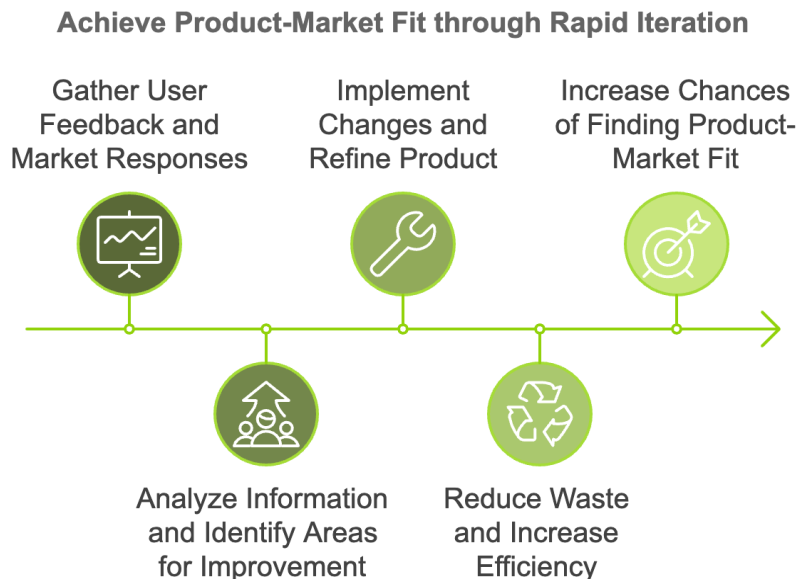 Achieve Product-Market Fit through Rapid Iteration
Gather User
Feedback and
Market Responses
Analyze Information
and Identify Areas
for Improvement
Implement
Changes and
Refine Product
Reduce Waste
and Increase
Efficiency
Increase Chances
of Finding Product-
Market Fit